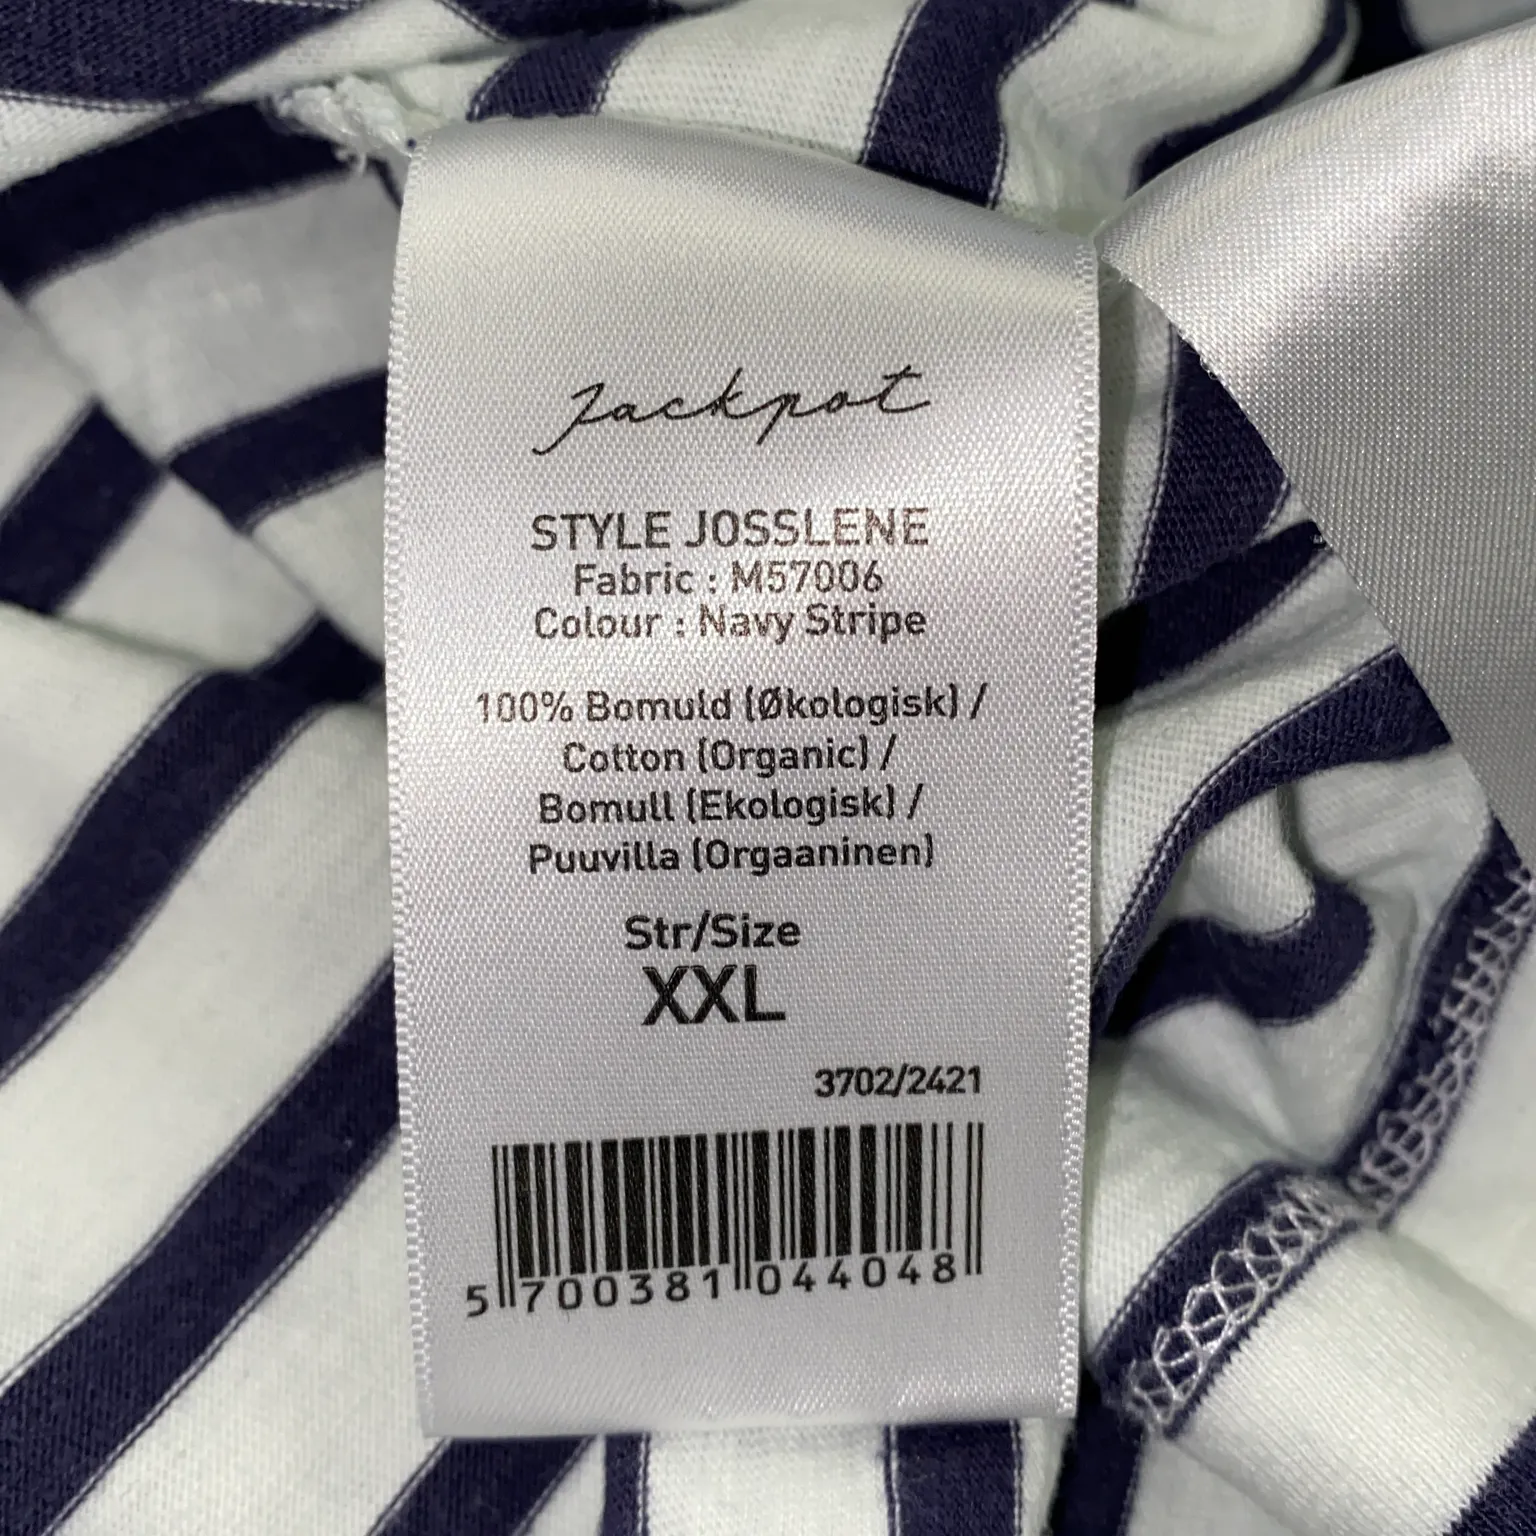 Jackpot
STYLE JOSSLENE
Fabric : M57006
Colour : Navy Stripe
100% Bomuld (Økologisk) /
Cotton (Organic) /
Bomull (Ekologisk) /
Puuvilla (Orgaaninen)
Str/Size
XXL
3702/2421
5 700381 044048